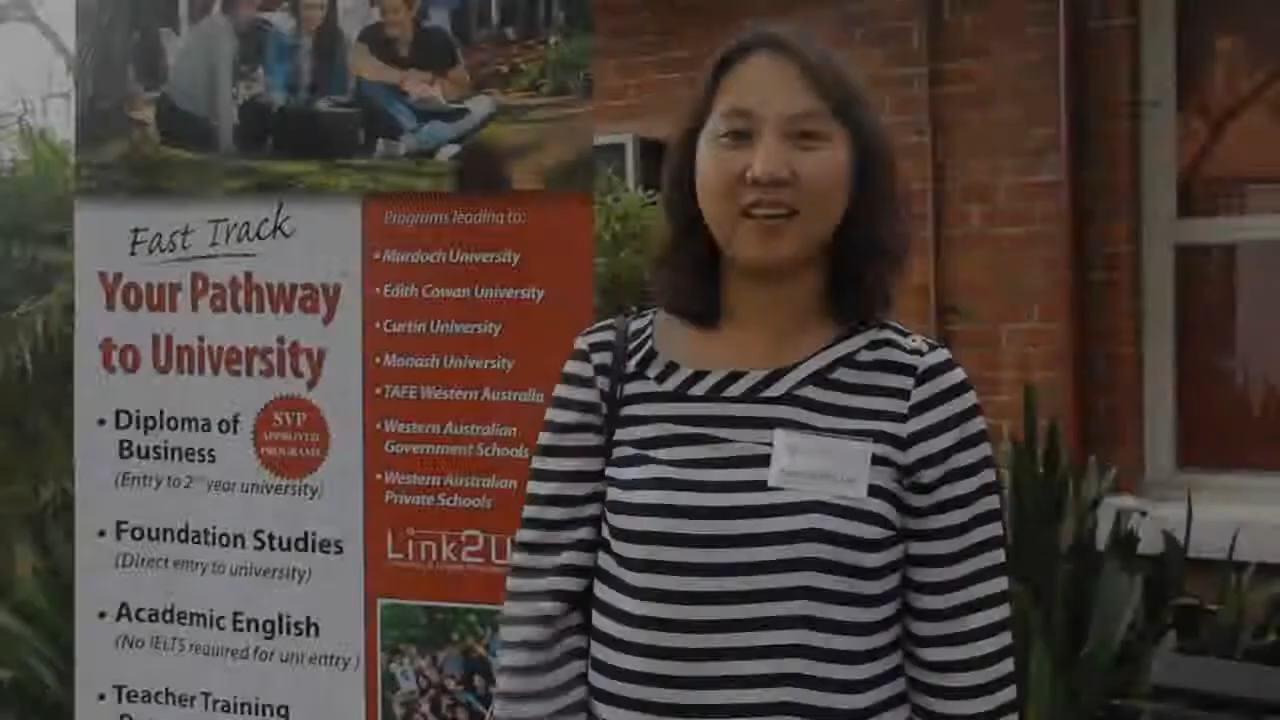 Fast Track
Your Pathway
to University
• Diploma of
Business
(Entry to 2nd year university)
SVP
APPROVED
PROGRAMS
• Foundation Studies
(Direct entry to university)
• Academic English
(No IELTS required for uni entry)
• Teacher Training
Programs leading to:
• Murdoch University
• Edith Cowan University
• Curtin University
• Monash University
• TAFE Western Australia
• Western Australian
Government Schools
• Western Australian
Private Schools
Link2U